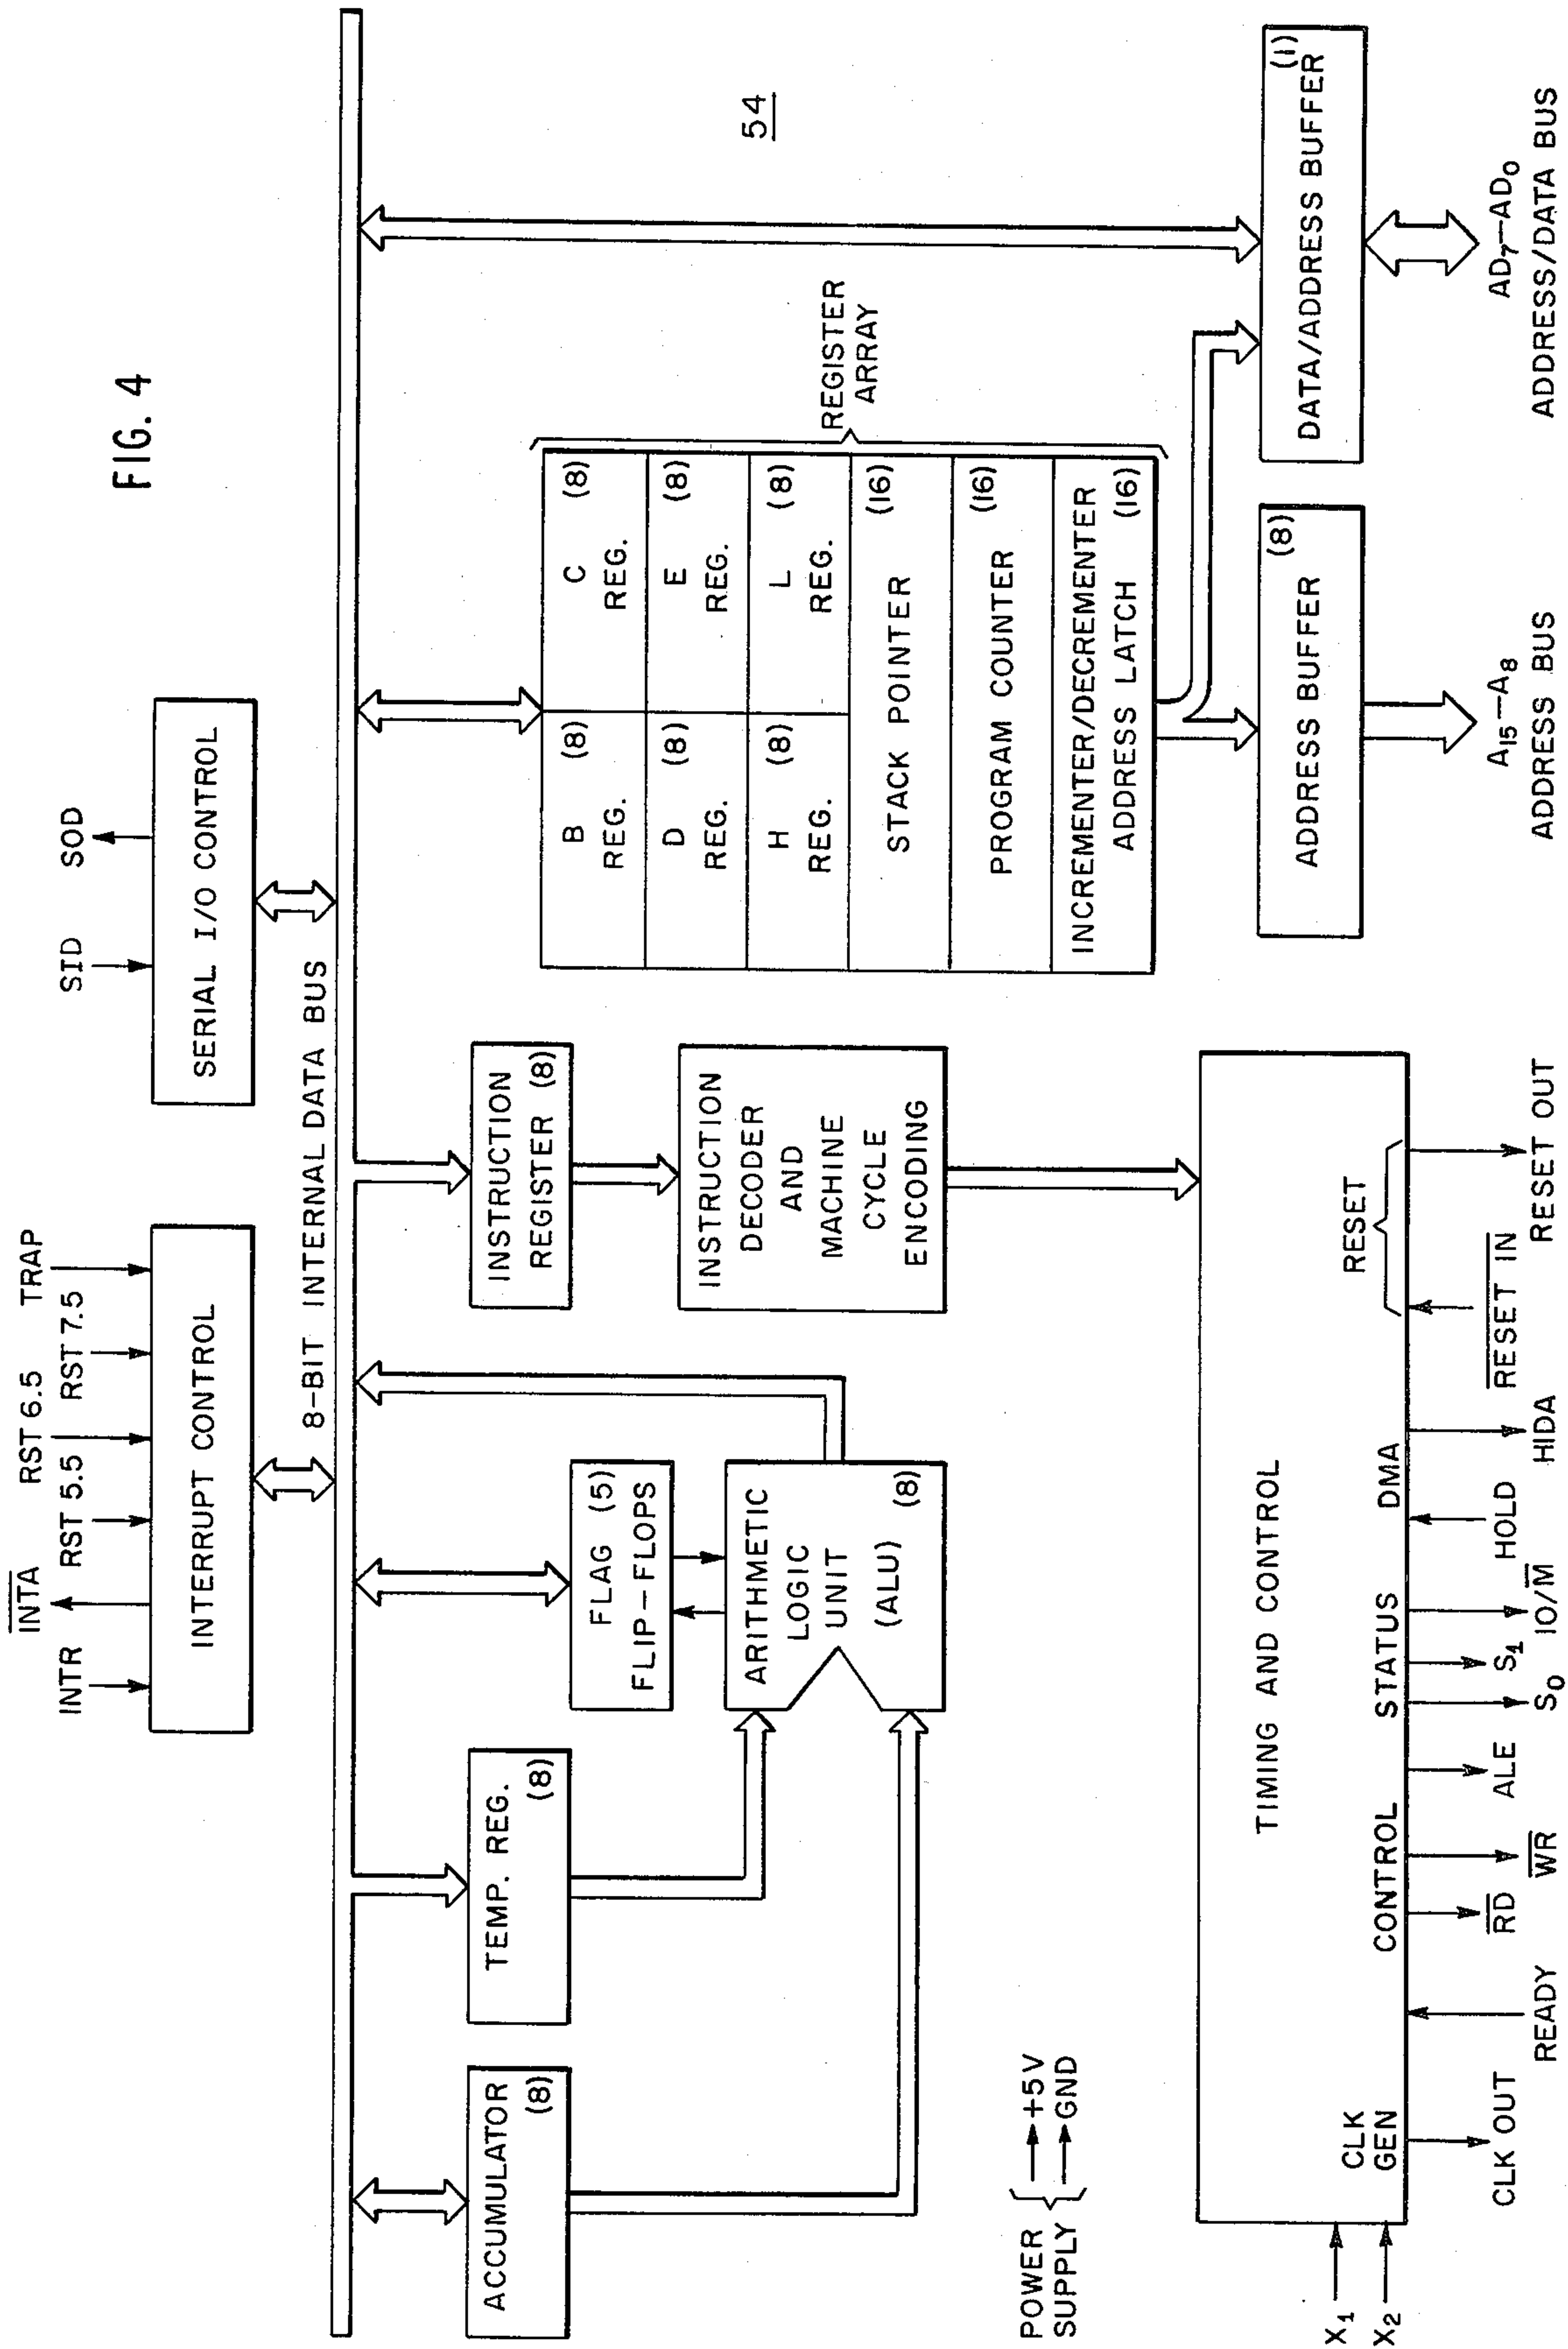 FIG. 4
INTR
INTA
RST 5.5
RST 6.5
RST 7.5
TRAP
SID
SOD
INTERRUPT CONTROL
SERIAL I/O CONTROL
8-BIT INTERNAL DATA BUS
ACCUMULATOR
(8)
TEMP. REG.
(8)
FLAG (5)
FLIP-FLOPS
ARITHMETIC
LOGIC
UNIT
(ALU)
(8)
INSTRUCTION
REGISTER (8)
INSTRUCTION
DECODER
AND
MACHINE
CYCLE
ENCODING
B (8)
REG.
C (8)
REG.
D (8)
REG.
E (8)
REG.
H (8)
REG.
L (8)
REG.
STACK POINTER (16)
PROGRAM COUNTER (16)
INCREMENTER/DECREMENTER
ADDRESS LATCH (16)
REGISTER
ARRAY
54
POWER
SUPPLY
+5V
GND
TIMING AND CONTROL
CLK
GEN
CONTROL
STATUS
DMA
RESET
X1
X2
CLK OUT
READY
RD
WR
ALE
S0
S1
IO/M
HOLD
HIDA
RESET IN
RESET OUT
ADDRESS BUFFER (8)
DATA/ADDRESS BUFFER (1)
A15—A8
ADDRESS BUS
AD7—AD0
ADDRESS/DATA BUS